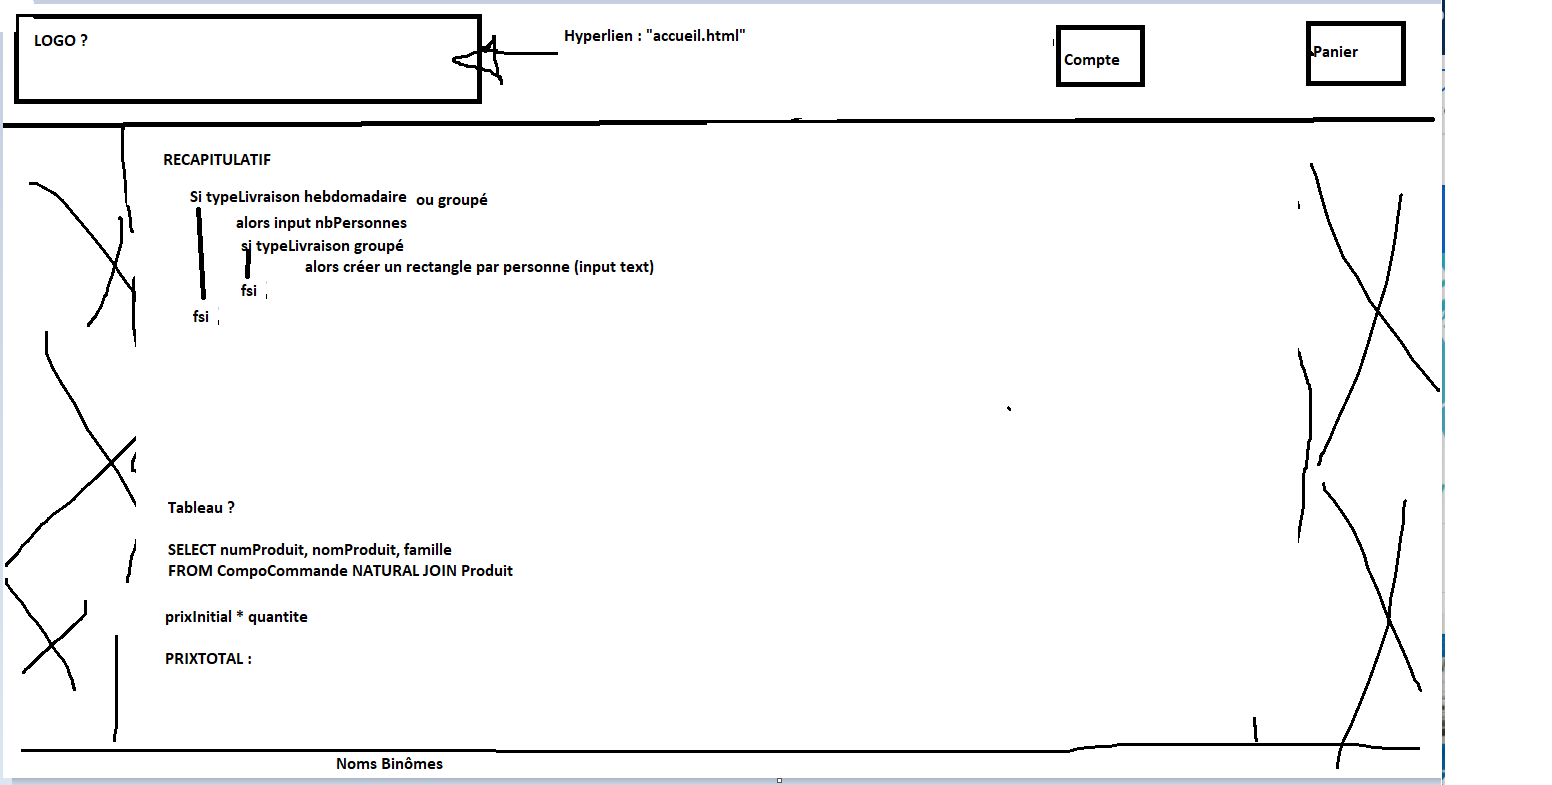 LOGO ?
Hyperlien : "accueil.html"
Compte
Panier
RECAPITULATIF
Si typeLivraison hebdomadaire ou groupé
alors input nbPersonnes
si typeLivraison groupé
alors créer un rectangle par personne (input text)
fsi
fsi
Tableau ?
SELECT numProduit, nomProduit, famille
FROM CompoCommande NATURAL JOIN Produit
prixInitial * quantite
PRIXTOTAL :
Noms Binômes